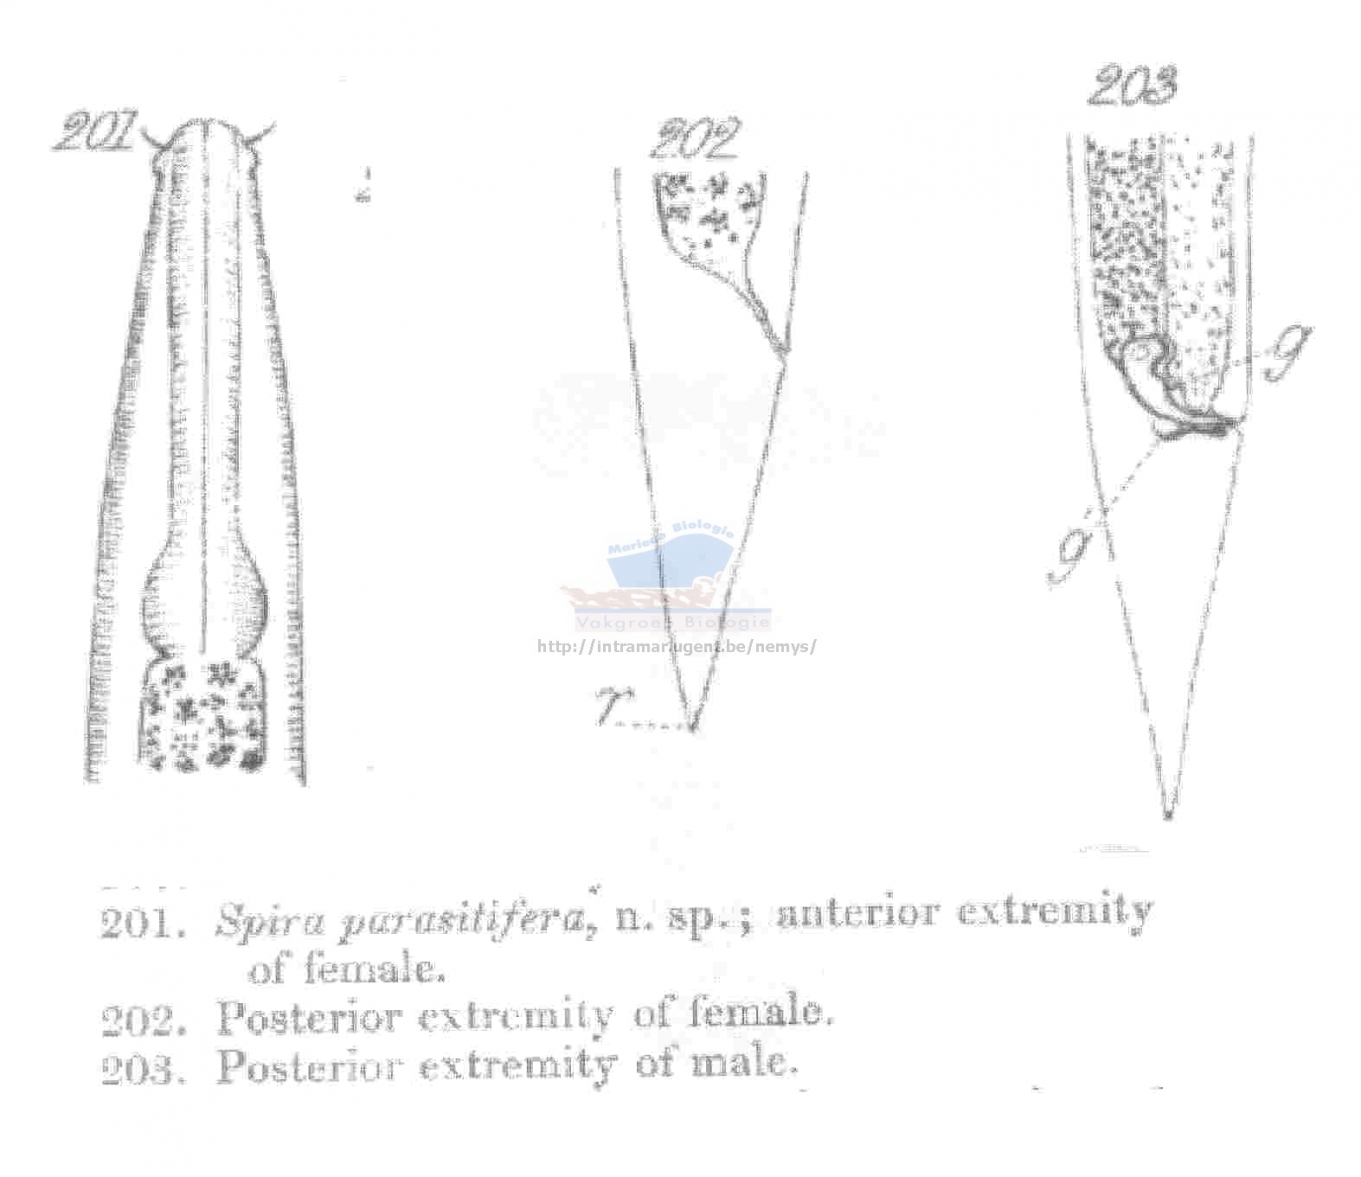 203
201
202
g
g'
Mariede Biologie
Vakgroep Biologie
http://intramar.ugent.be/nemys/
r
201. Spira parasitifera, n. sp.; anterior extremity
of female.
202. Posterior extremity of female.
203. Posterior extremity of male.